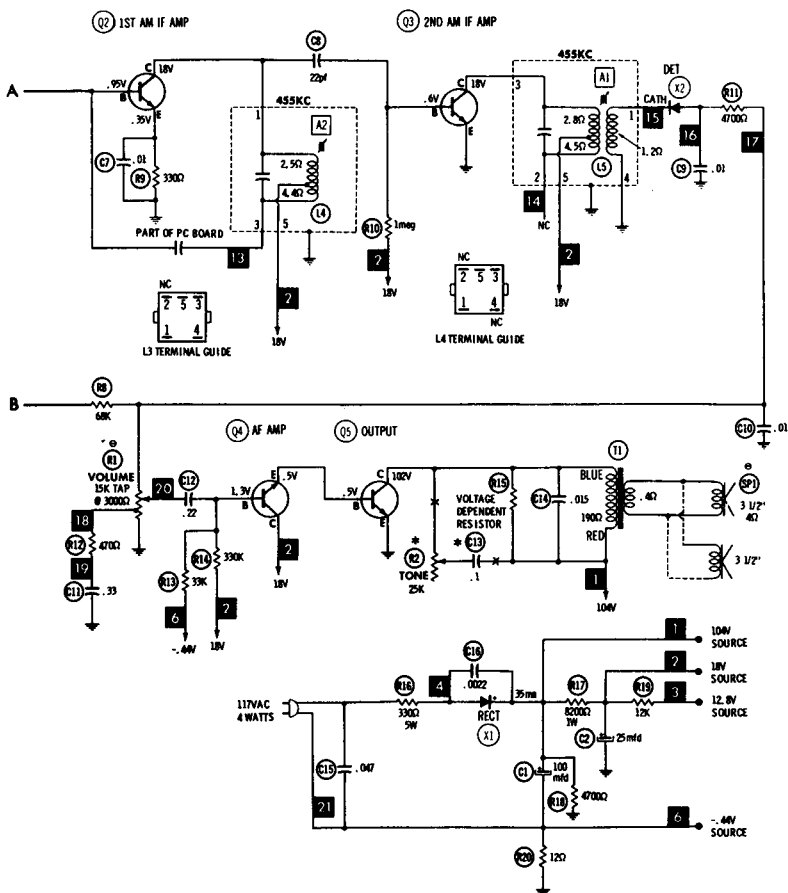 Q2 1ST AM IF AMP
Q3 2ND AM IF AMP
C8
22pf
C 18V
A
.95V
B
E
.35V
C7 .01
R9
330Ω
455KC
1
A2
2.5Ω
4.4Ω
L4
3 5
PART OF PC BOARD
13
2
18V
R10 1meg
2
18V
C 18V
.6V
B
E
455KC
3
A1
2.8Ω
4.5Ω
L5
1
1.2Ω
2 5 4
14
NC
2
18V
DET
X2
CATH
15
16
C9 .01
R11
4700Ω
17
NC
2 5 3
1 4
L3 TERMINAL GUIDE
2 5 3
1 4
NC
L4 TERMINAL GUIDE
B
R8
68K
C10 .01
R1
VOLUME
15K TAP
@ 3000Ω
18
R12 470Ω
19
C11 .33
20
C12
.22
R13 33K
6
-.44V
R14 330K
2
18V
Q4 AF AMP
1.3V
B
E
.5V
C
2
18V
Q5 OUTPUT
.5V
B
C
102V
E
*
R2
TONE
25K
VOLTAGE
DEPENDENT
RESISTOR
R15
* C13
.1
C14 .015
T1
BLUE
190Ω
RED
.4Ω
1
104V
SP1
3 1/2"
4Ω
3 1/2"
117VAC
4 WATTS
C15 .047
21
R16
330Ω
5W
4
C16
.0022
RECT
X1
35ma
R17
8200Ω
1W
R19
12K
C2 25mfd
C1 100
mfd
R18 4700Ω
R20 12Ω
1 104V
SOURCE
2 18V
SOURCE
3 12.8V
SOURCE
6 -.44V
SOURCE